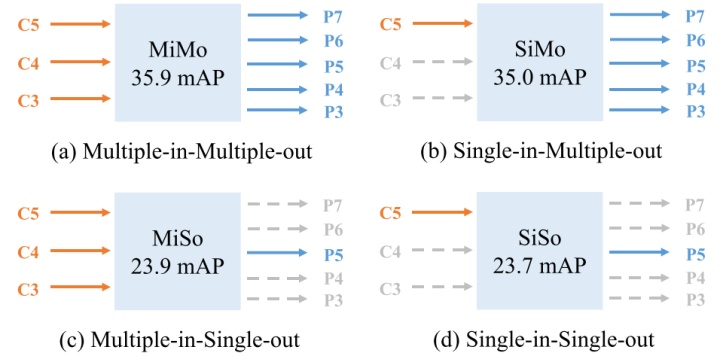 C5
C4
C3
MiMo
35.9 mAP
P7
P6
P5
P4
P3
(a) Multiple-in-Multiple-out
C5
C4
C3
SiMo
35.0 mAP
P7
P6
P5
P4
P3
(b) Single-in-Multiple-out
C5
C4
C3
MiSo
23.9 mAP
P7
P6
P5
P4
P3
(c) Multiple-in-Single-out
C5
C4
C3
SiSo
23.7 mAP
P7
P6
P5
P4
P3
(d) Single-in-Single-out